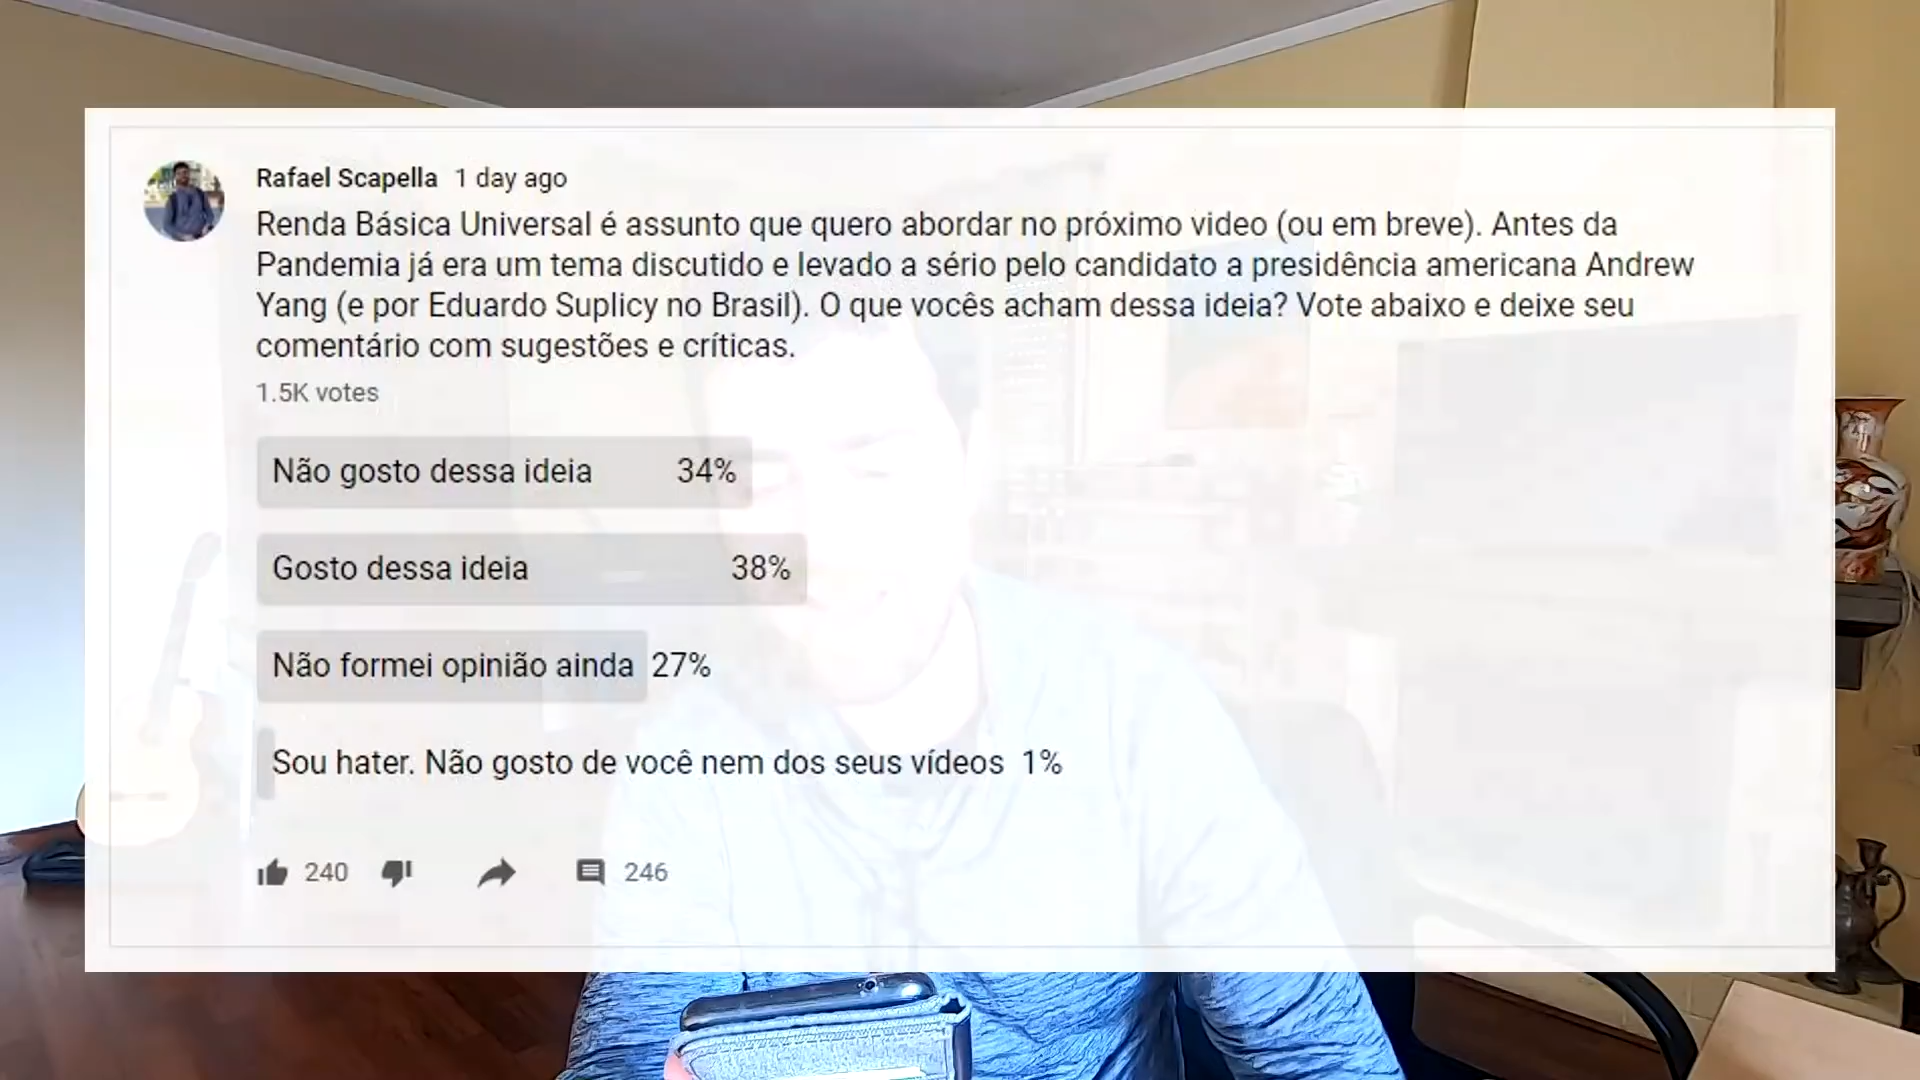 Rafael Scapella 1 day ago
Renda Básica Universal é assunto que quero abordar no próximo video (ou em breve). Antes da
Pandemia já era um tema discutido e levado a sério pelo candidato a presidência americana Andrew
Yang (e por Eduardo Suplicy no Brasil). O que vocês acham dessa ideia? Vote abaixo e deixe seu
comentário com sugestões e críticas.
1.5K votes
Não gosto dessa ideia 34%
Gosto dessa ideia 38%
Não formei opinião ainda 27%
Sou hater. Não gosto de você nem dos seus vídeos 1%
240 246